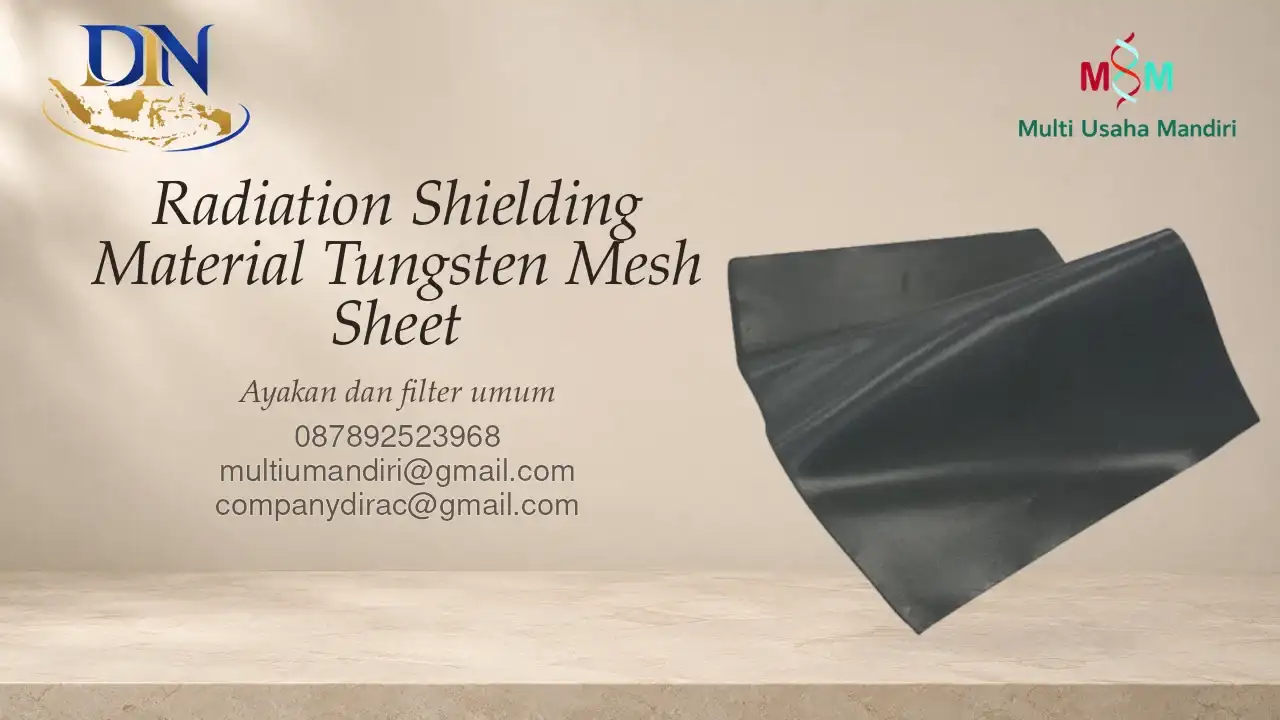 DIN
M M
Multi Usaha Mandiri
Radiation Shielding
Material Tungsten Mesh
Sheet
Ayakan dan filter umum
087892523968
multiumandiri@gmail.com
companydirac@gmail.com